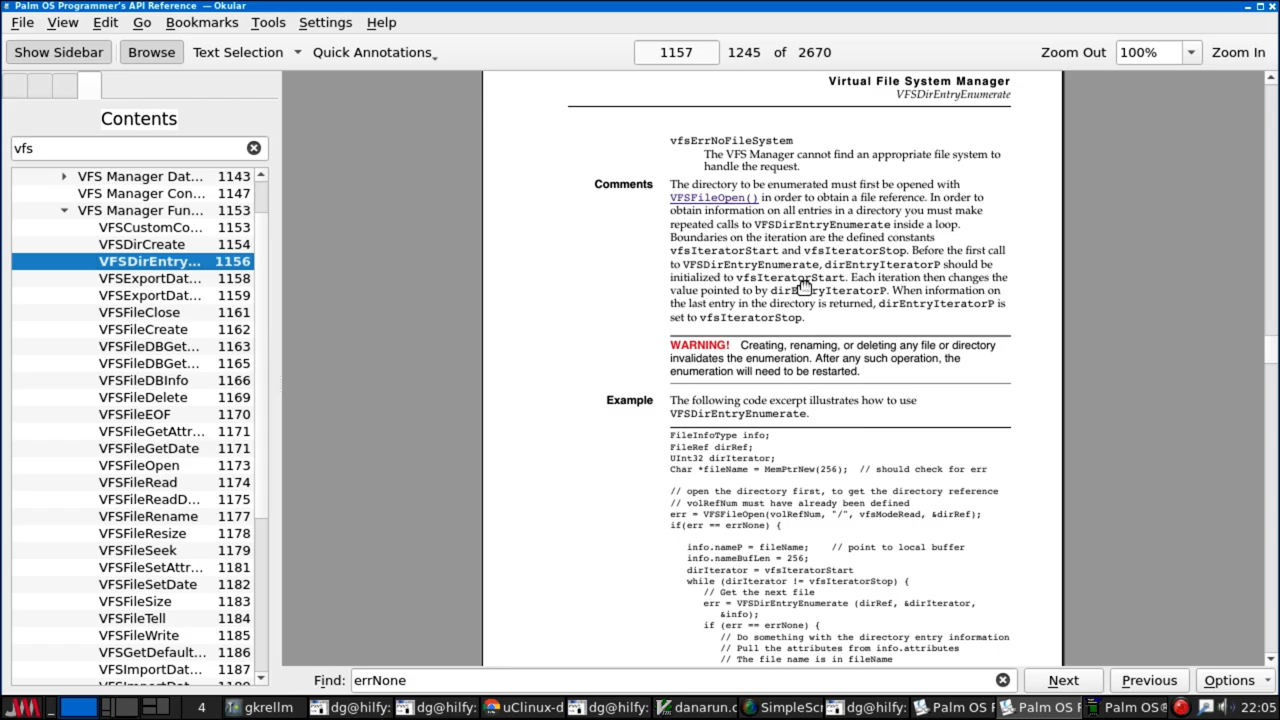 Palm OS Programmer's API Reference — Okular
File View Edit Go Bookmarks Tools Settings Help
Show Sidebar Browse Text Selection Quick Annotations 1157 1245 of 2670 Zoom Out 100% Zoom In
Contents
vfs
VFS Manager Dat... 1143
VFS Manager Con... 1147
VFS Manager Fun... 1153
VFSCustomCo... 1153
VFSDirCreate 1154
VFSDirEntry... 1156
VFSExportDat... 1158
VFSExportDat... 1159
VFSFileClose 1161
VFSFileCreate 1162
VFSFileDBGet... 1163
VFSFileDBGet... 1165
VFSFileDBInfo 1166
VFSFileDelete 1169
VFSFileEOF 1170
VFSFileGetAttr... 1171
VFSFileGetDate 1171
VFSFileOpen 1173
VFSFileRead 1174
VFSFileReadD... 1175
VFSFileRename 1177
VFSFileResize 1178
VFSFileSeek 1179
VFSFileSetAttr... 1181
VFSFileSetDate 1182
VFSFileSize 1183
VFSFileTell 1184
VFSFileWrite 1185
VFSGetDefault... 1186
VFSImportDat... 1187
Virtual File System Manager
VFSDirEntryEnumerate
vfsErrNoFileSystem
The VFS Manager cannot find an appropriate file system to
handle the request.
Comments The directory to be enumerated must first be opened with
VFSFileOpen() in order to obtain a file reference. In order to
obtain information on all entries in a directory you must make
repeated calls to VFSDirEntryEnumerate inside a loop.
Boundaries on the iteration are the defined constants
vfsIteratorStart and vfsIteratorStop. Before the first call
to VFSDirEntryEnumerate, dirEntryIteratorP should be
initialized to vfsIteratorStart. Each iteration then changes the
value pointed to by dirEntryIteratorP. When information on
the last entry in the directory is returned, dirEntryIteratorP is
set to vfsIteratorStop.
WARNING! Creating, renaming, or deleting any file or directory
invalidates the enumeration. After any such operation, the
enumeration will need to be restarted.
Example The following code excerpt illustrates how to use
VFSDirEntryEnumerate.
FileInfoType info;
FileRef dirRef;
UInt32 dirIterator;
Char *fileName = MemPtrNew(256); // should check for err
// open the directory first, to get the directory reference
// volRefNum must have already been defined
err = VFSFileOpen(volRefNum, "/", vfsModeRead, &dirRef);
if(err == errNone) {
info.nameP = fileName; // point to local buffer
info.nameBufLen = 256;
dirIterator = vfsIteratorStart
while (dirIterator != vfsIteratorStop) {
// Get the next file
err = VFSDirEntryEnumerate (dirRef, &dirIterator,
&info);
if (err == errNone) {
// Do something with the directory entry information
// Pull the attributes from info.attributes
// The file name is in fileName
Find: errNone Next Previous Options
4 gkrellm dg@hilfy: dg@hilfy: uClinux-d dg@hilfy: danarun.c SimpleScr dg@hilfy: Palm OS P Palm OS P Palm OS 22:05